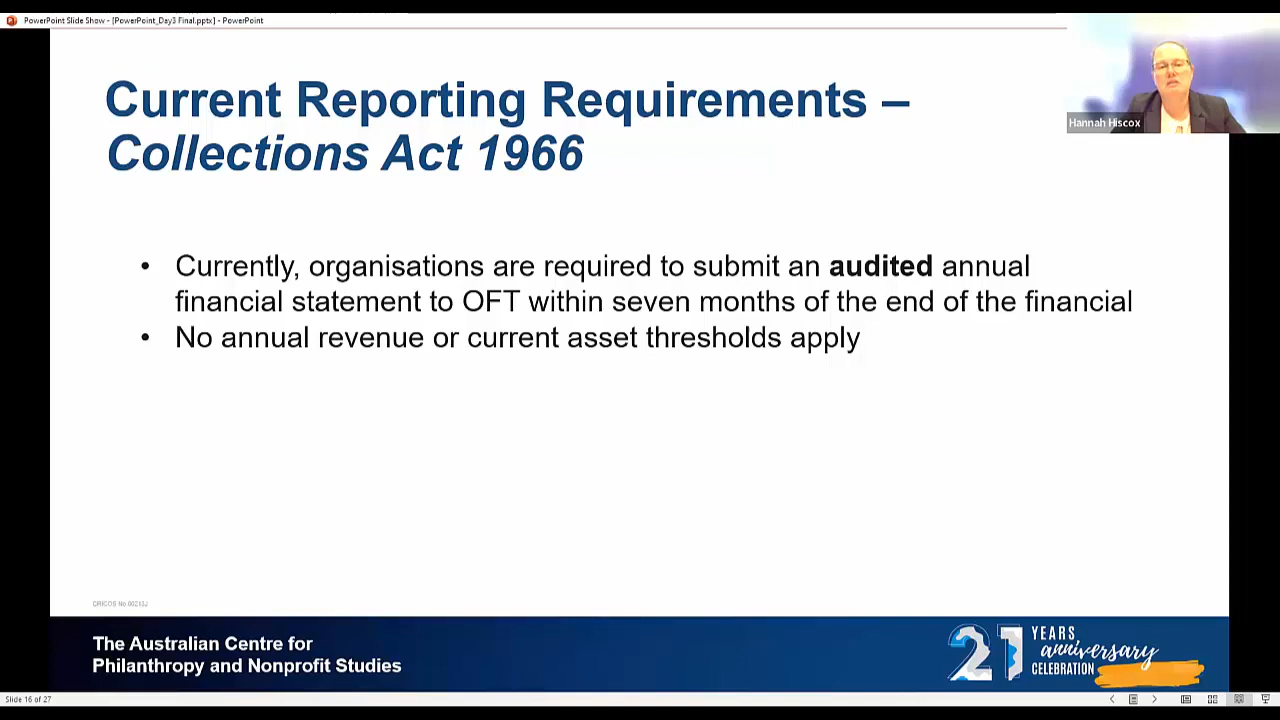 PowerPoint Slide Show - [PowerPoint_Day3 Final.pptx] - PowerPoint
Hannah Hiscox
Current Reporting Requirements –
Collections Act 1966
• Currently, organisations are required to submit an audited annual
financial statement to OFT within seven months of the end of the financial
• No annual revenue or current asset thresholds apply
CRICOS No.00213J
The Australian Centre for
Philanthropy and Nonprofit Studies
21 YEARS
anniversary
CELEBRATION
Slide 16 of 27